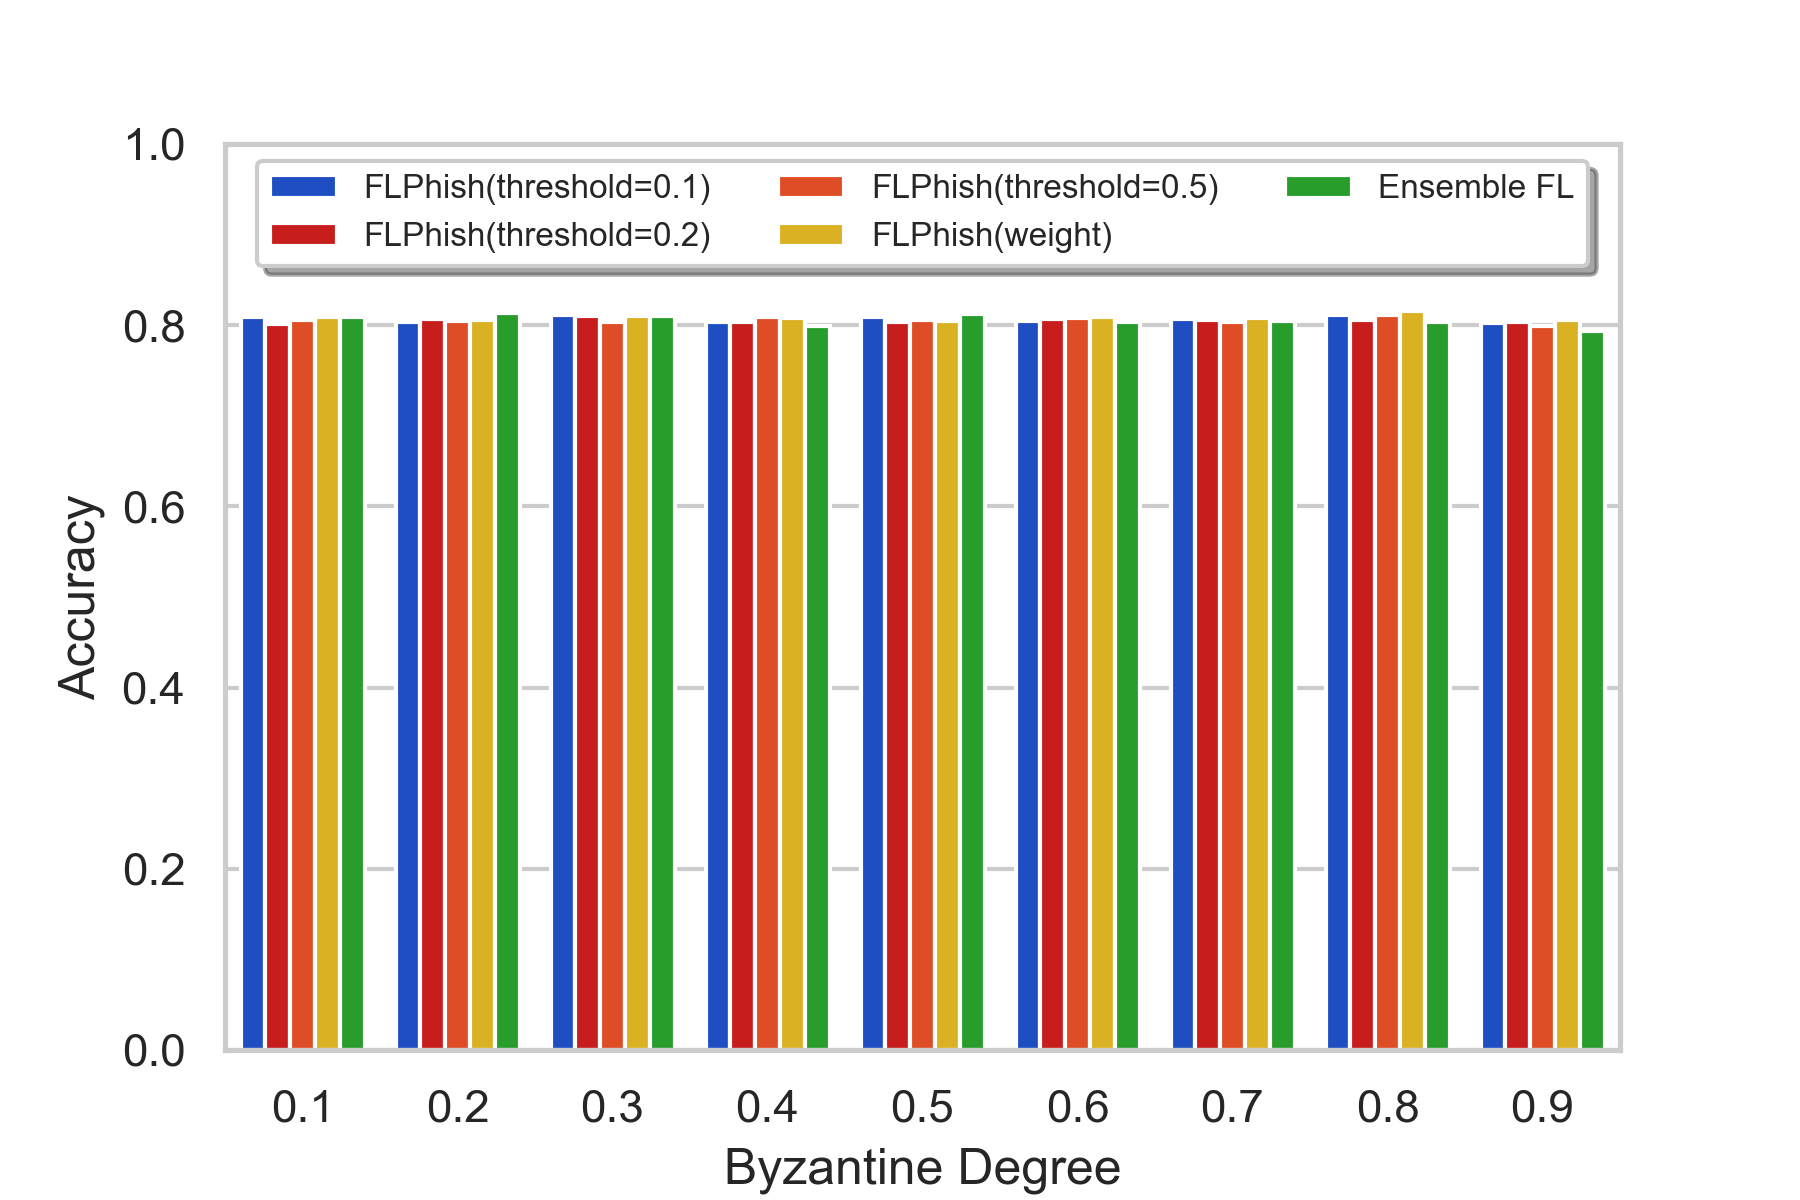 1.0
FLPhish(threshold=0.1)
FLPhish(threshold=0.2)
FLPhish(threshold=0.5)
FLPhish(weight)
Ensemble FL
0.8
0.6
0.4
0.2
0.0
Accuracy
0.1 0.2 0.3 0.4 0.5 0.6 0.7 0.8 0.9
Byzantine Degree